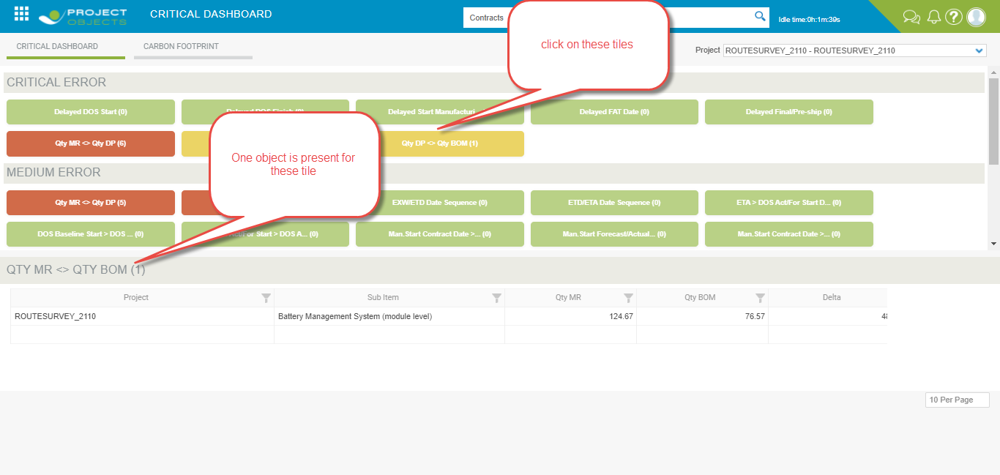 PROJECT OBJECTS
CRITICAL DASHBOARD
Contracts
Idle time:0h:1m:39s
click on these tiles
CRITICAL DASHBOARD
CARBON FOOTPRINT
Project
ROUTESURVEY_2110 - ROUTESURVEY_2110
CRITICAL ERROR
Delayed DOS Start (0)
Delayed DOS Finish (0)
Delayed Start Manufacturi
Delayed FAT Date (0)
Delayed Final/Pre-ship (0)
Qty MR <> Qty DP (6)
Qty DP <> Qty BOM (1)
One object is present for
these tile
MEDIUM ERROR
Qty MR <> Qty DP (5)
EXW/ETD Date Sequence (0)
ETD/ETA Date Sequence (0)
ETA > DOS Act/For Start D... (0)
DOS Baseline Start > DOS ... (0)
For Start > DOS A... (0)
Man.Start Contract Date >... (0)
Man.Start Forecast/Actual... (0)
Man.Start Contract Date >... (0)
QTY MR <> QTY BOM (1)
Project
Sub Item
Qty MR
Qty BOM
Delta
ROUTESURVEY_2110
Battery Management System (module level)
124.67
76.57
10 Per Page